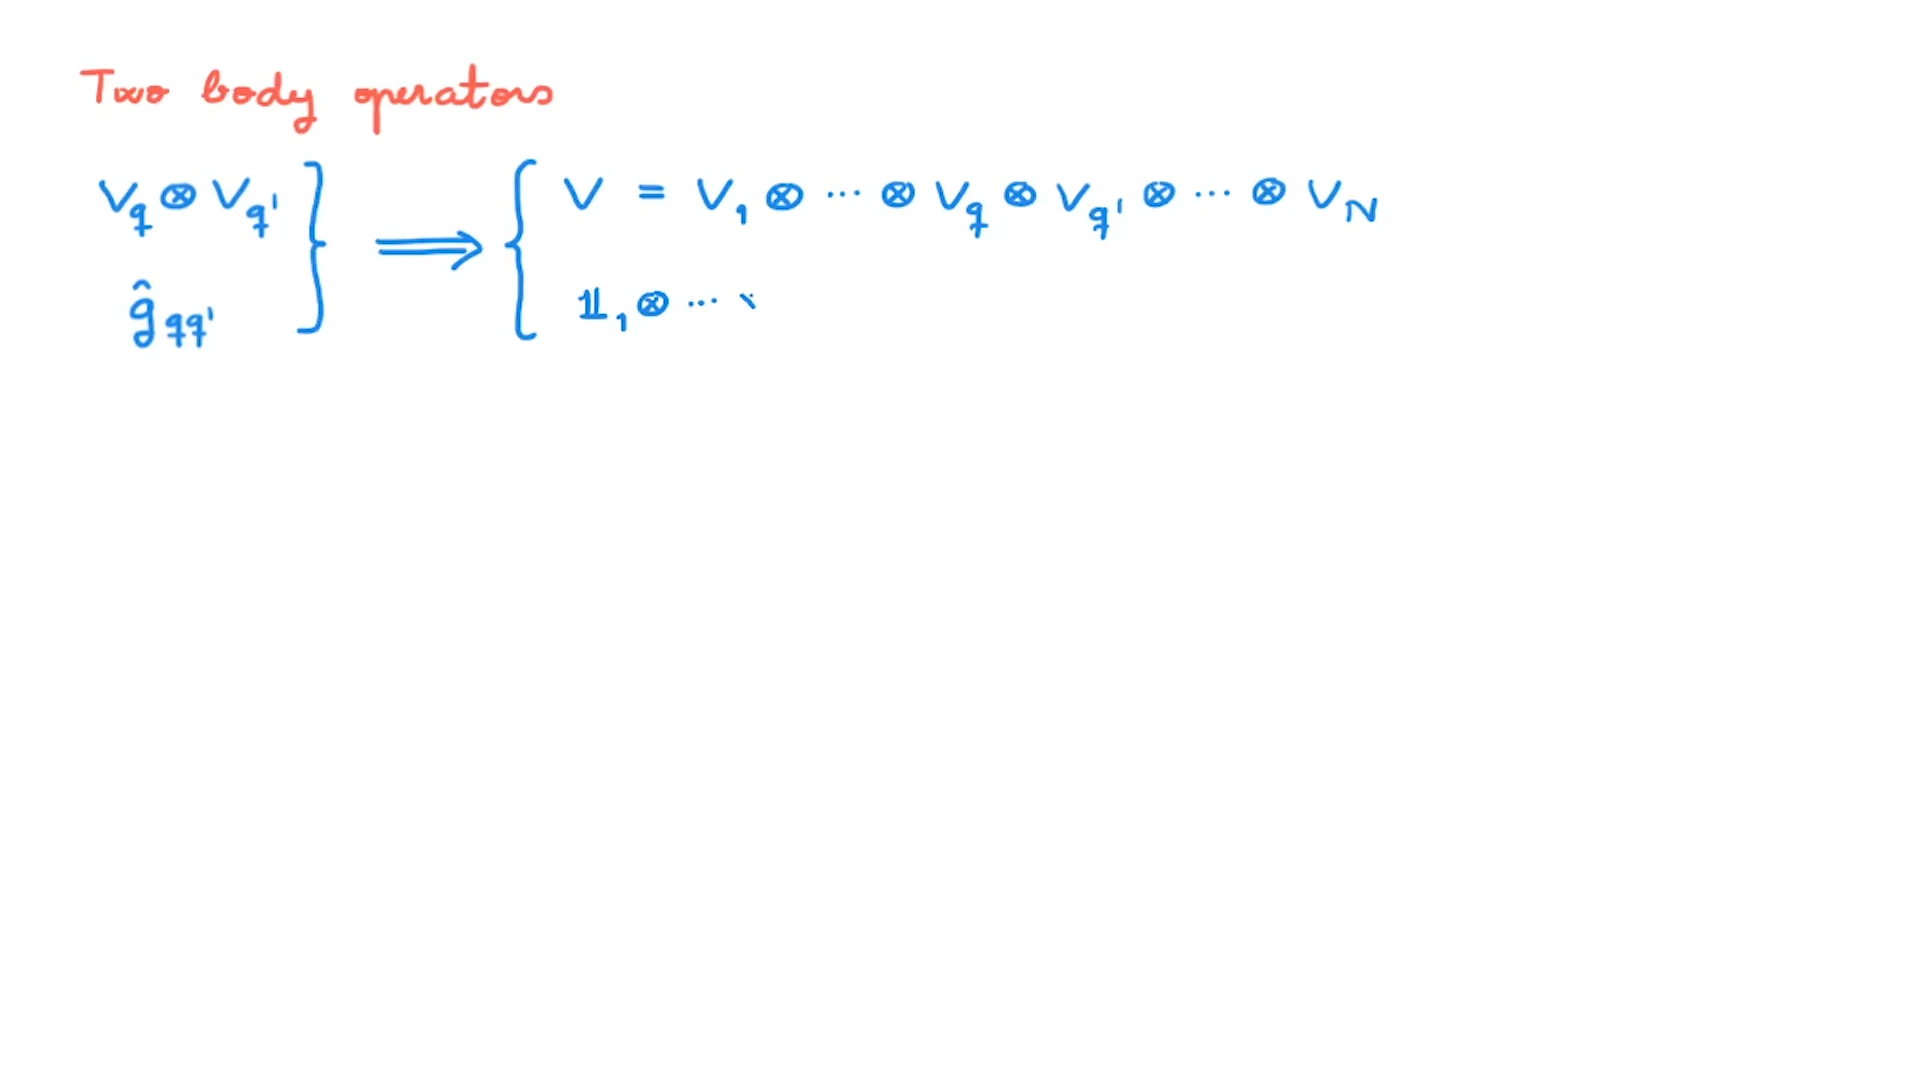 Two body operators
V_q ⊗ V_q' } ⟹ { V = V_1 ⊗ ⋯ ⊗ V_q ⊗ V_q' ⊗ ⋯ ⊗ V_N
ĝ_qq' 𝟙_1 ⊗ ⋯